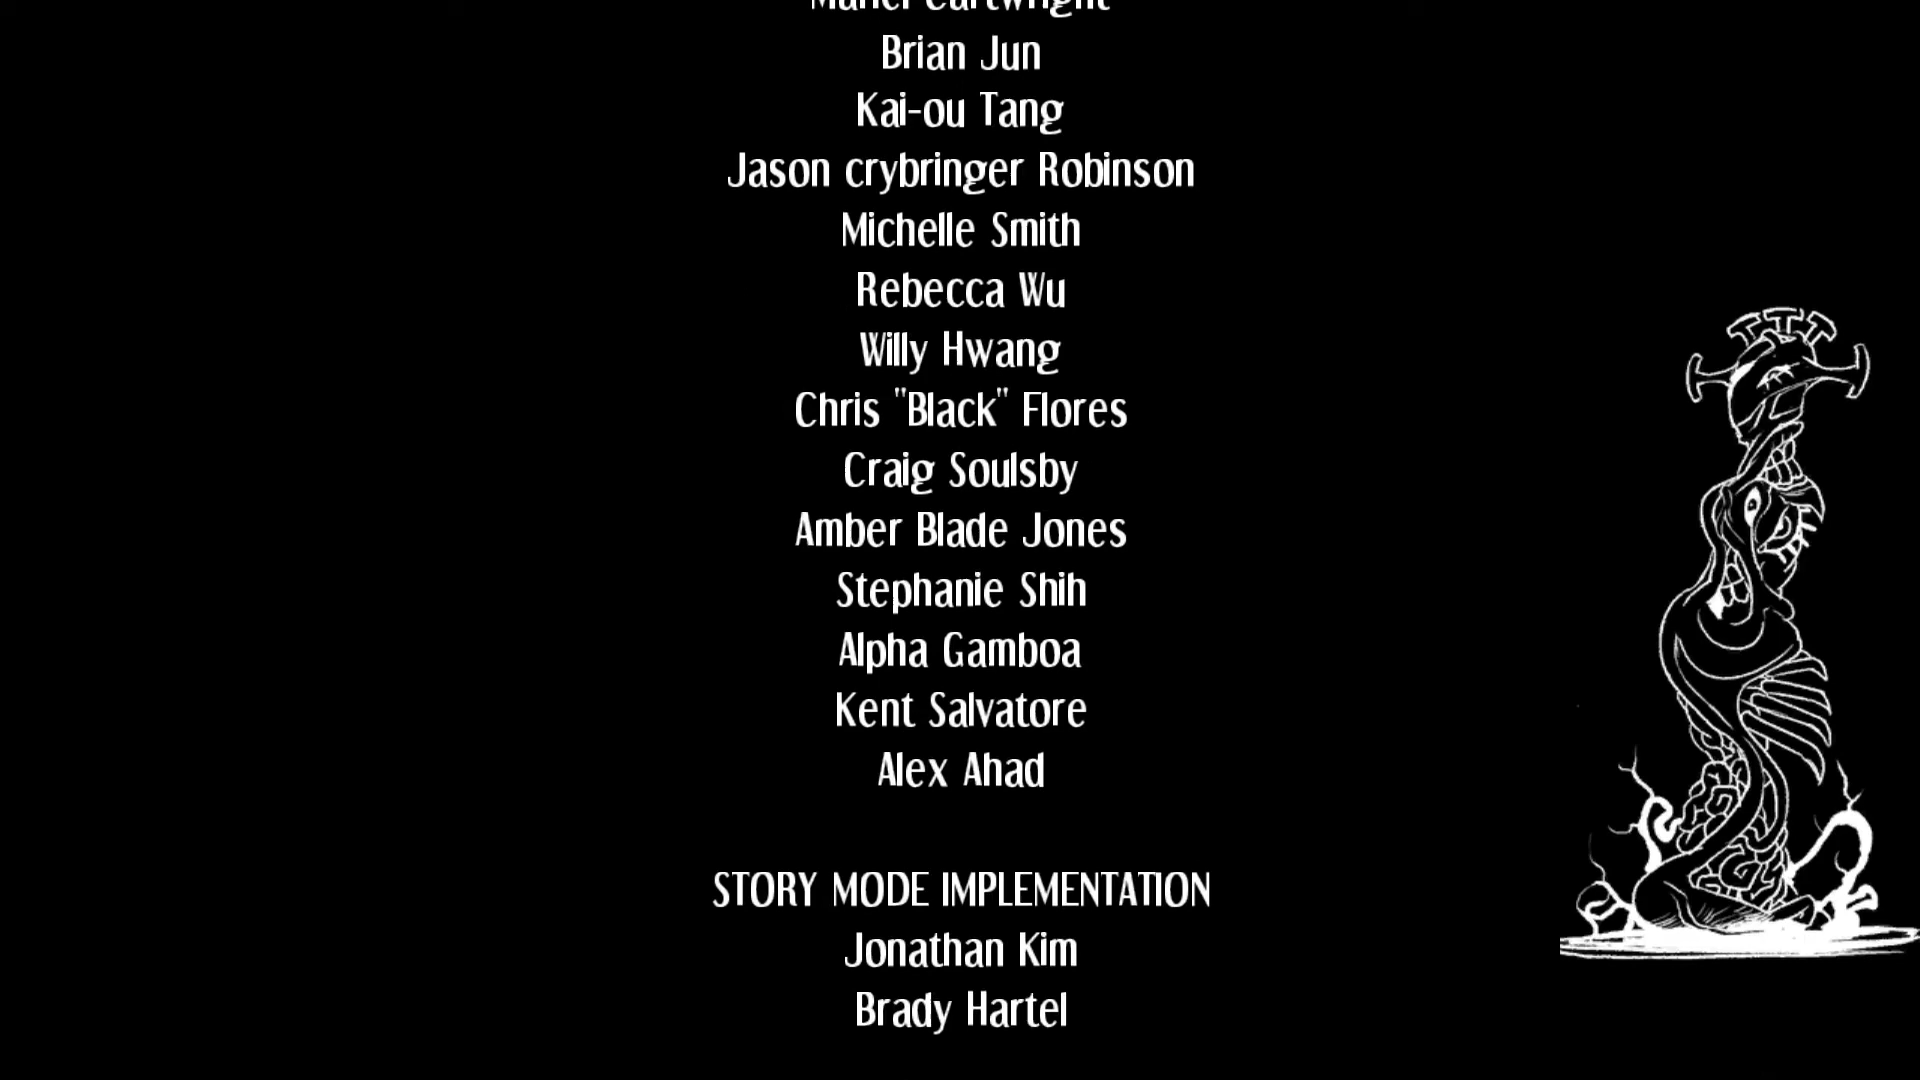 Cartwright
Brian Jun
Kai-ou Tang
Jason crybringer Robinson
Michelle Smith
Rebecca Wu
Willy Hwang
Chris "Black" Flores
Craig Soulsby
Amber Blade Jones
Stephanie Shih
Alpha Gamboa
Kent Salvatore
Alex Ahad
STORY MODE IMPLEMENTATION
Jonathan Kim
Brady Hartel